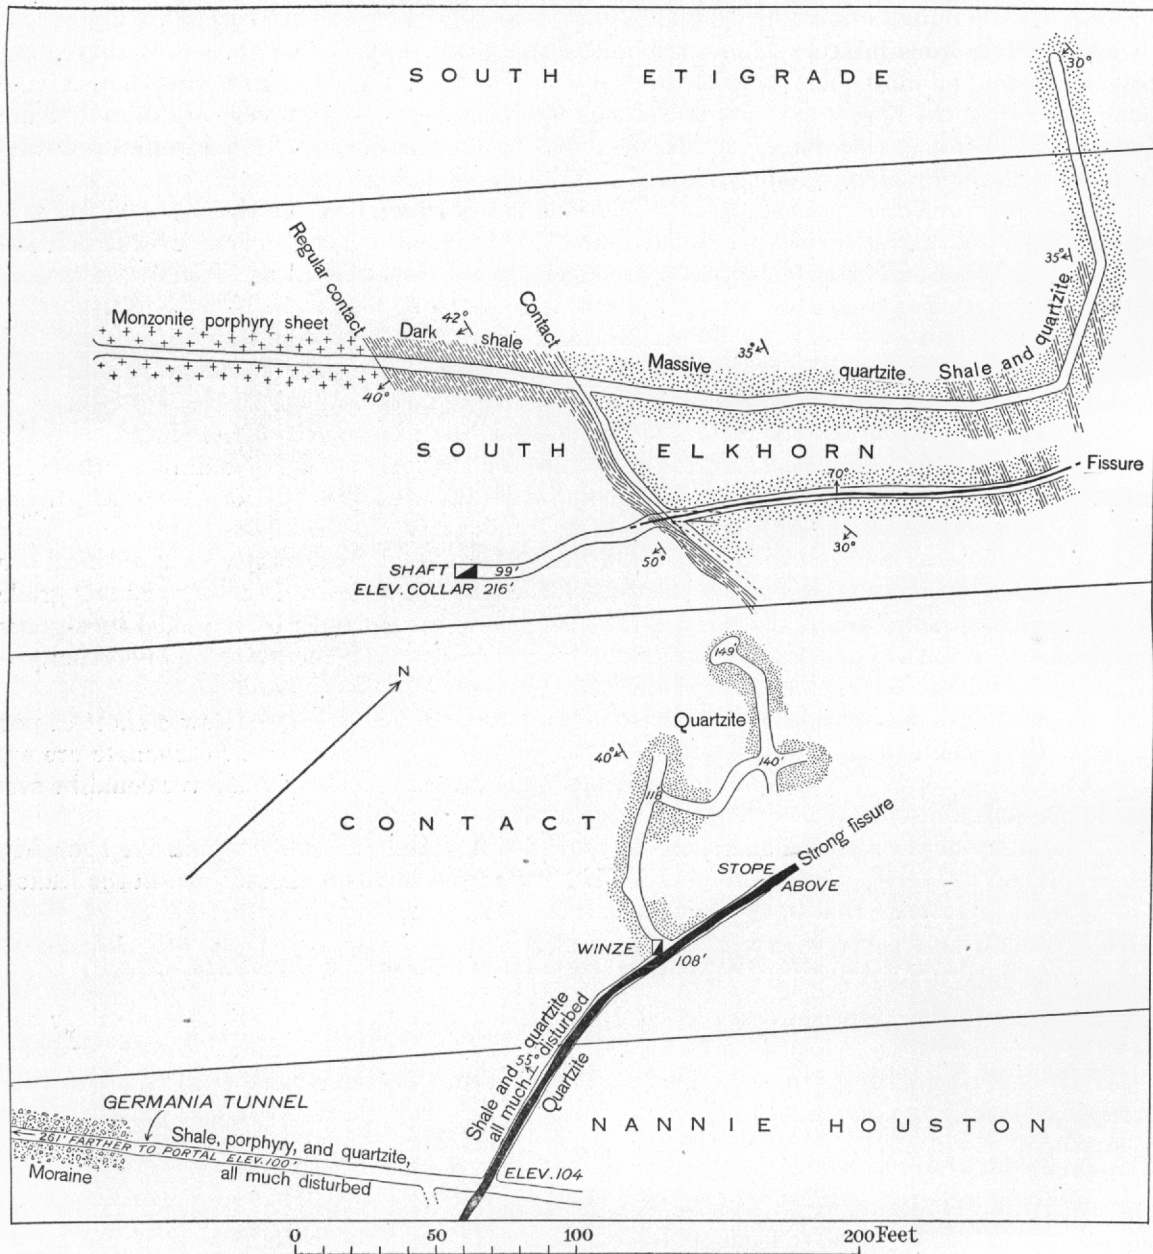 SOUTH ETIGRADE
30°
35°
Regular contact
Contact
Monzonite porphyry sheet
Dark shale
42°
Massive quartzite
35°
Shale and quartzite
40°
SOUTH ELKHORN
70°
Fissure
30°
50°
SHAFT
99'
ELEV. COLLAR 216'
N
149
Quartzite
40°
140'
118
CONTACT
Strong fissure
STOPE
ABOVE
WINZE
108'
Shale and quartzite
all much disturbed
55°
Quartzite
NANNIE HOUSTON
GERMANIA TUNNEL
261' FARTHER TO PORTAL ELEV. 100'
Shale, porphyry, and quartzite,
all much disturbed
Moraine
ELEV. 104
0 50 100 200 Feet